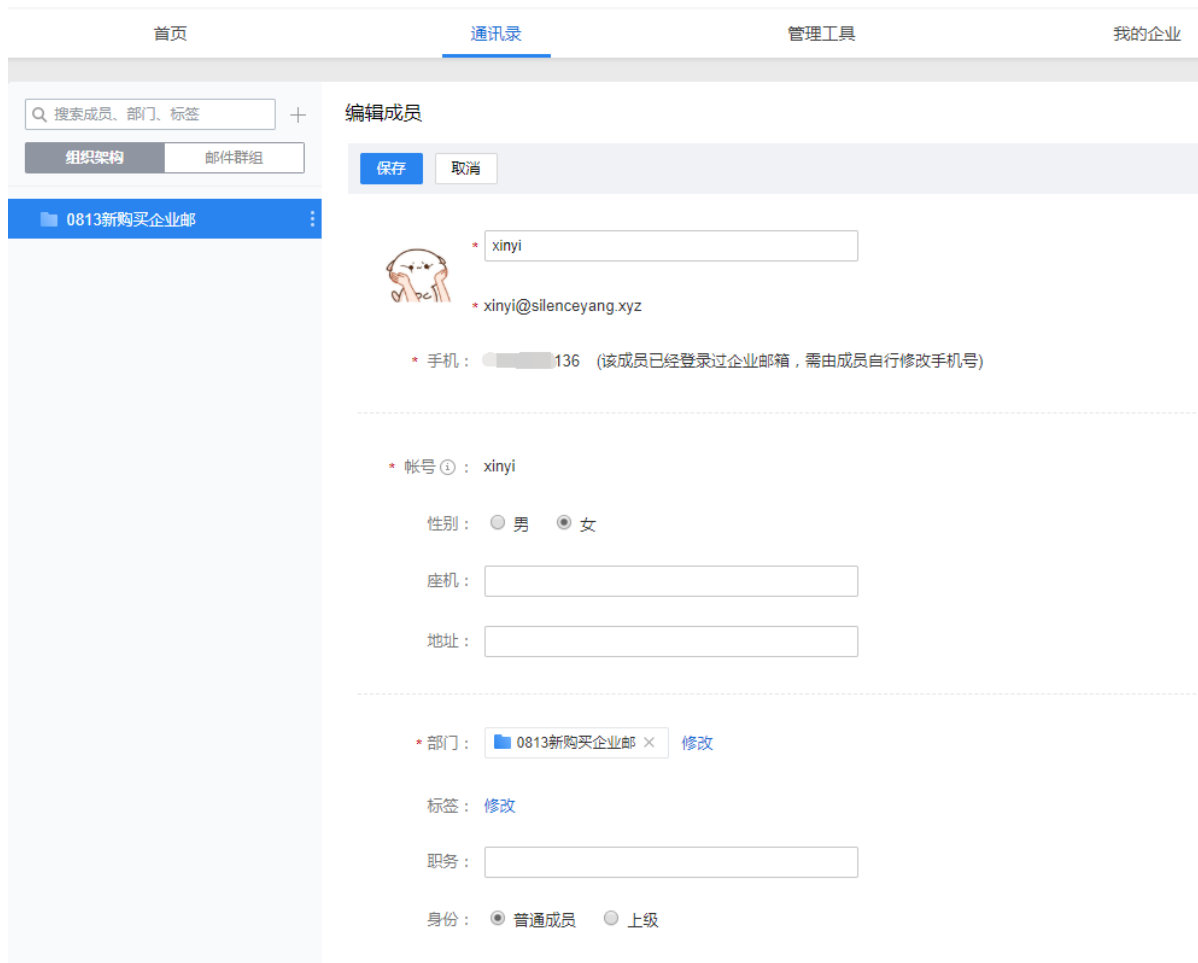 首页 通讯录 管理工具 我的企业
搜索成员、部门、标签
组织架构 邮件群组
0813新购买企业邮
编辑成员
保存 取消
* xinyi
* xinyi@silenceyang.xyz
* 手机： 136 (该成员已经登录过企业邮箱，需由成员自行修改手机号)
* 帐号 ： xinyi
性别： 男 女
座机：
地址：
* 部门： 0813新购买企业邮 修改
标签： 修改
职务：
身份： 普通成员 上级